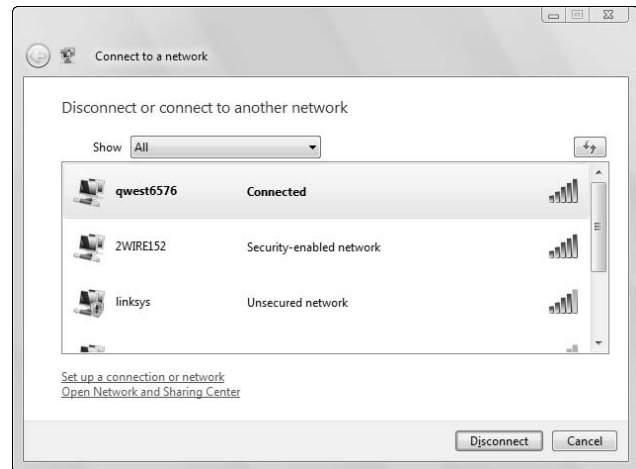 Connect to a network
Disconnect or connect to another network
Show All
qwest6576 Connected
2WIRE152 Security-enabled network
linksys Unsecured network
Set up a connection or network
Open Network and Sharing Center
Disconnect Cancel